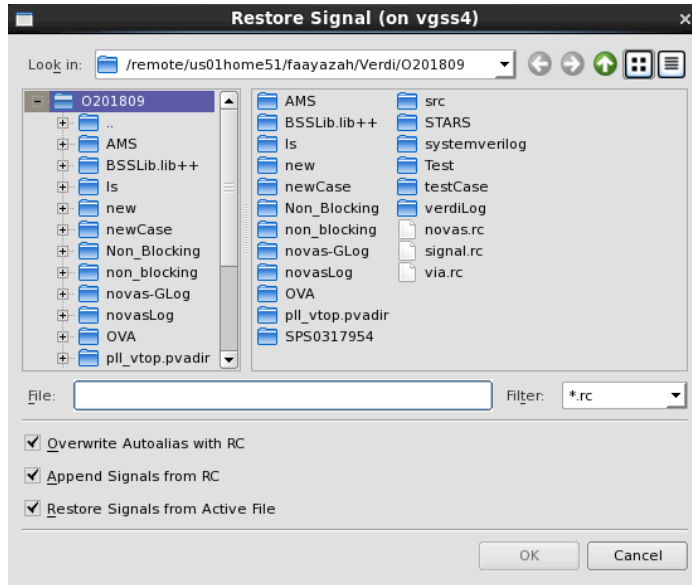 Restore Signal (on vgss4)
x
Look in: /remote/us01home51/faayazah/Verdi/O201809
O201809
..
AMS
BSSLib.lib++
ls
new
newCase
Non_Blocking
non_blocking
novas-GLog
novasLog
OVA
pll_vtop.pvadir
AMS
BSSLib.lib++
ls
new
newCase
Non_Blocking
non_blocking
novas-GLog
novasLog
OVA
pll_vtop.pvadir
SPS0317954
src
STARS
systemverilog
Test
testCase
verdiLog
novas.rc
signal.rc
via.rc
File:
Filter: *.rc
Overwrite Autoalias with RC
Append Signals from RC
Restore Signals from Active File
OK Cancel